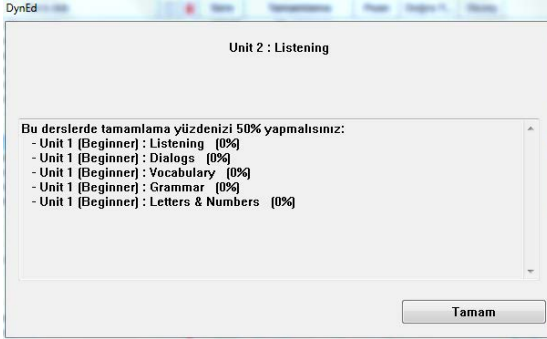 DynEd
Unit 2 : Listening
Bu derslerde tamamlama yüzdenizi 50% yapmalısınız:
- Unit 1 (Beginner) : Listening (0%)
- Unit 1 (Beginner) : Dialogs (0%)
- Unit 1 (Beginner) : Vocabulary (0%)
- Unit 1 (Beginner) : Grammar (0%)
- Unit 1 (Beginner) : Letters & Numbers (0%)
Tamam